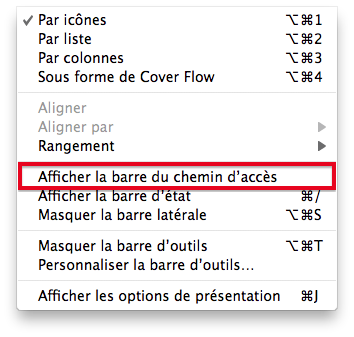 ✓ Par icônes ⌥⌘1
Par liste ⌥⌘2
Par colonnes ⌥⌘3
Sous forme de Cover Flow ⌥⌘4
Aligner
Aligner par ▶
Rangement ▶
Afficher la barre du chemin d’accès
Afficher la barre d’état ⌘/
Masquer la barre latérale ⌥⌘S
Masquer la barre d’outils ⌥⌘T
Personnaliser la barre d’outils...
Afficher les options de présentation ⌘J